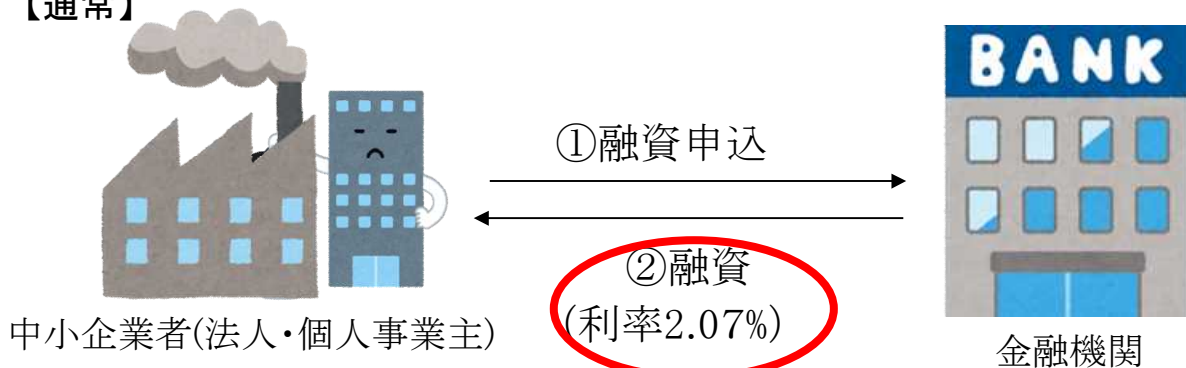 【通常】
BANK
①融資申込
②融資
(利率2.07%)
中小企業者(法人・個人事業主)
金融機関